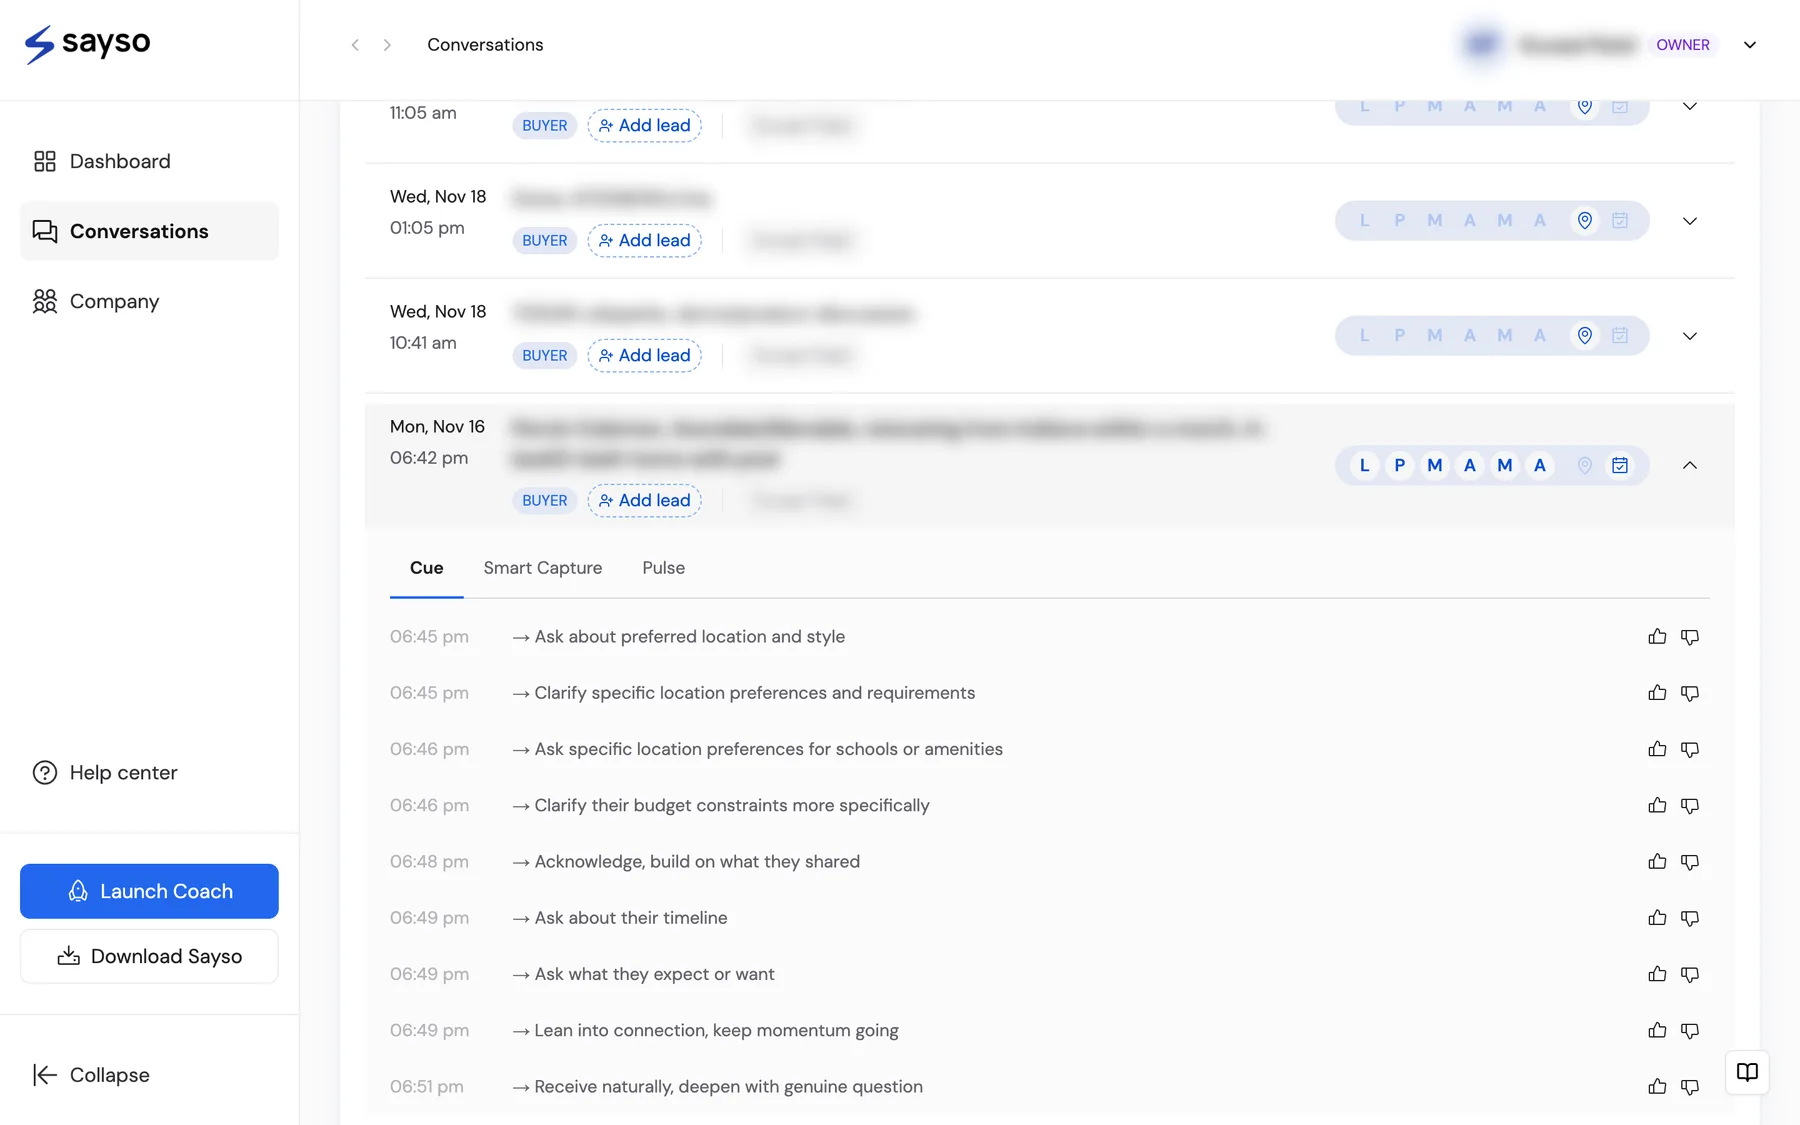 sayso
Conversations
OWNER
Dashboard
Conversations
Company
Help center
Launch Coach
Download Sayso
Collapse
11:05 am
BUYER
Add lead
L P M A M A
Wed, Nov 18
01:05 pm
BUYER
Add lead
L P M A M A
Wed, Nov 18
10:41 am
BUYER
Add lead
L P M A M A
Mon, Nov 16
06:42 pm
BUYER
Add lead
L P M A M A
Cue Smart Capture Pulse
06:45 pm → Ask about preferred location and style
06:45 pm → Clarify specific location preferences and requirements
06:46 pm → Ask specific location preferences for schools or amenities
06:46 pm → Clarify their budget constraints more specifically
06:48 pm → Acknowledge, build on what they shared
06:49 pm → Ask about their timeline
06:49 pm → Ask what they expect or want
06:49 pm → Lean into connection, keep momentum going
06:51 pm → Receive naturally, deepen with genuine question